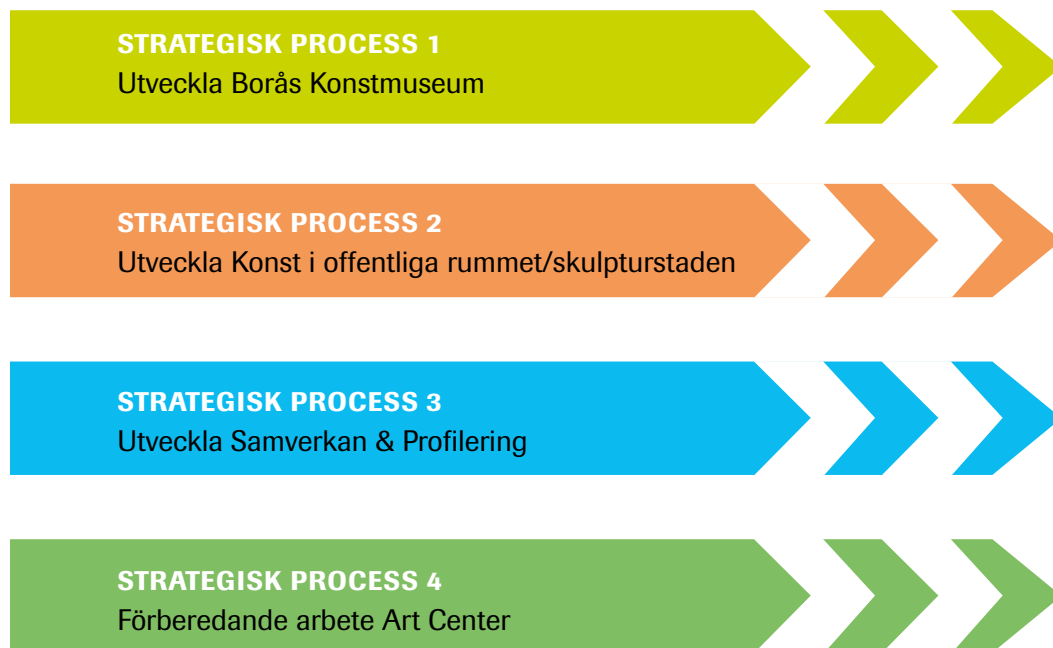 STRATEGISK PROCESS 1
Utveckla Borås Konstmuseum
STRATEGISK PROCESS 2
Utveckla Konst i offentliga rummet/skulpturstaden
STRATEGISK PROCESS 3
Utveckla Samverkan & Profilering
STRATEGISK PROCESS 4
Förberedande arbete Art Center